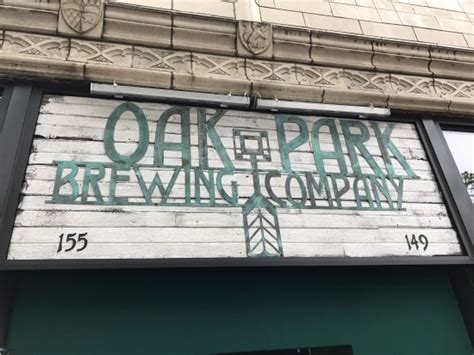 OAK PARK
BREWING COMPANY
155 149